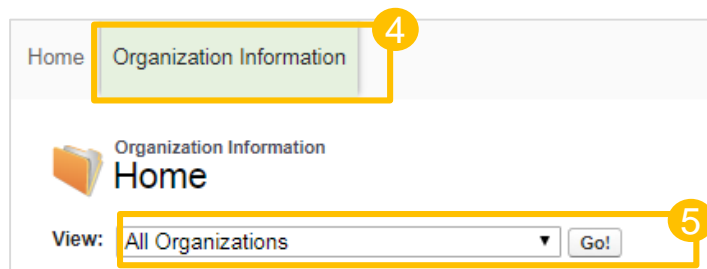 4
Home Organization Information
Organization Information
Home
5
View: All Organizations Go!